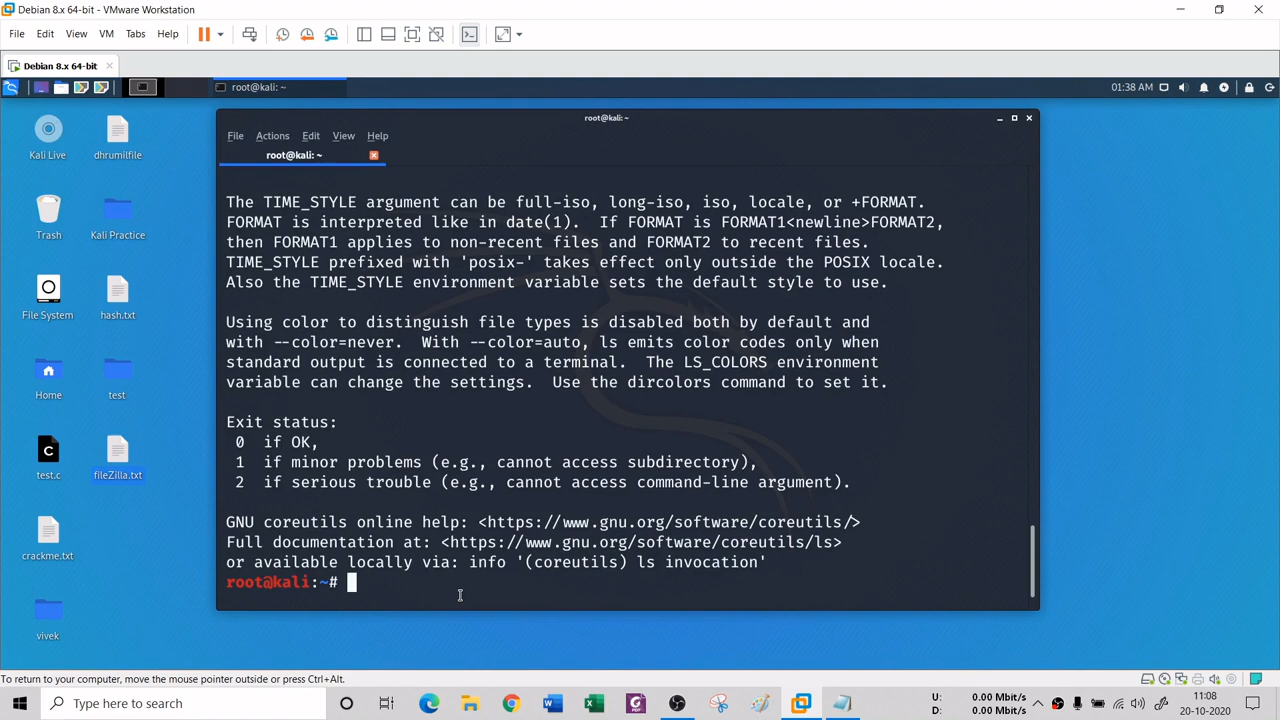 Debian 8.x 64-bit - VMware Workstation
File Edit View VM Tabs Help
Debian 8.x 64-bit
root@kali: ~
01:38 AM
Kali Live
dhrumilfile
Trash
Kali Practice
File System
hash.txt
Home
test
test.c
fileZilla.txt
crackme.txt
vivek
root@kali: ~
File Actions Edit View Help
root@kali: ~
The TIME_STYLE argument can be full-iso, long-iso, iso, locale, or +FORMAT.
FORMAT is interpreted like in date(1).  If FORMAT is FORMAT1<newline>FORMAT2,
then FORMAT1 applies to non-recent files and FORMAT2 to recent files.
TIME_STYLE prefixed with 'posix-' takes effect only outside the POSIX locale.
Also the TIME_STYLE environment variable sets the default style to use.
Using color to distinguish file types is disabled both by default and
with --color=never.  With --color=auto, ls emits color codes only when
standard output is connected to a terminal.  The LS_COLORS environment
variable can change the settings.  Use the dircolors command to set it.
Exit status:
0  if OK,
1  if minor problems (e.g., cannot access subdirectory),
2  if serious trouble (e.g., cannot access command-line argument).
GNU coreutils online help: <https://www.gnu.org/software/coreutils/>
Full documentation at: <https://www.gnu.org/software/coreutils/ls>
or available locally via: info '(coreutils) ls invocation'
root@kali:~#
To return to your computer, move the mouse pointer outside or press Ctrl+Alt.
Type here to search
U: 0.00 Mbit/s
D: 0.00 Mbit/s
11:08
20-10-2020